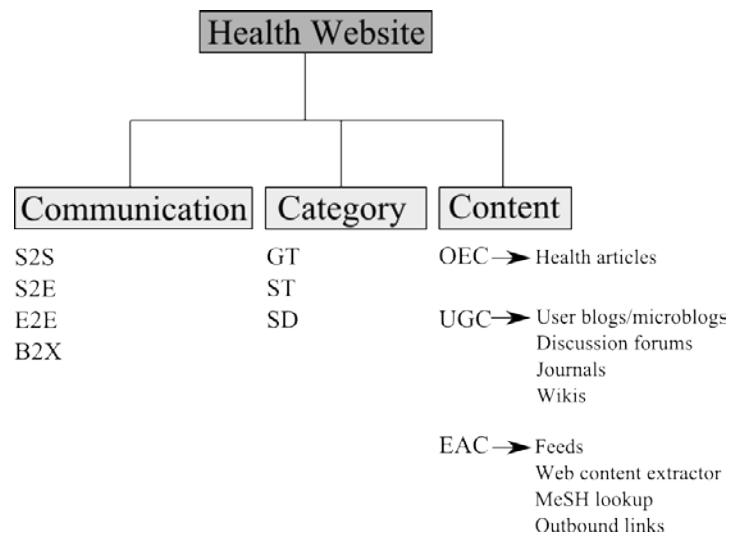 Health Website
Communication
S2S
S2E
E2E
B2X
Category
GT
ST
SD
Content
OEC
Health articles
UGC
User blogs/microblogs
Discussion forums
Journals
Wikis
EAC
Feeds
Web content extractor
MeSH lookup
Outbound links